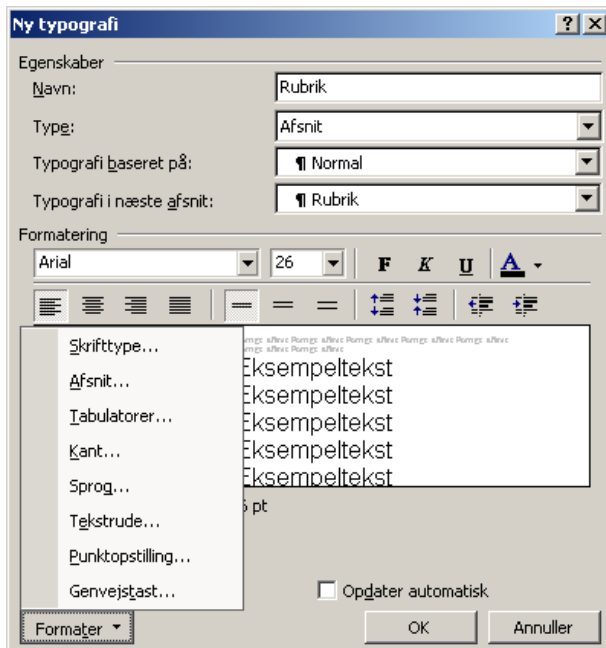 Ny typografi
Egenskaber
Navn: Rubrik
Type: Afsnit
Typografi baseret på: ¶ Normal
Typografi i næste afsnit: ¶ Rubrik
Formatering
Arial 26 F K U A
Skrifttype...
Afsnit...
Tabulatorer...
Kant...
Sprog...
Tekstrude...
Punktopstilling...
Genvejstast...
Eksempeltekst
Eksempeltekst
Eksempeltekst
Eksempeltekst
Eksempeltekst
pt
Opdater automatisk
Formater OK Annuller